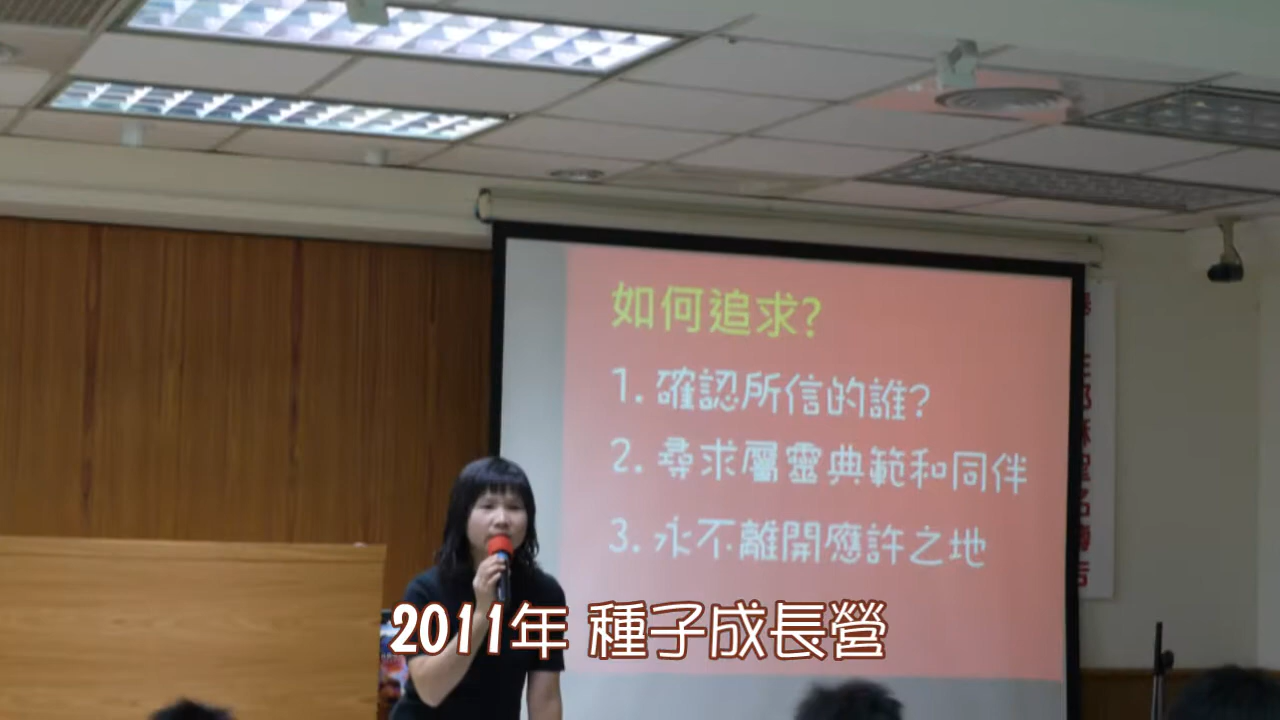 如何追求?
1. 確認所信的誰?
2. 尋求屬靈典範和同伴
3. 永不離開應許之地
2011年 種子成長營